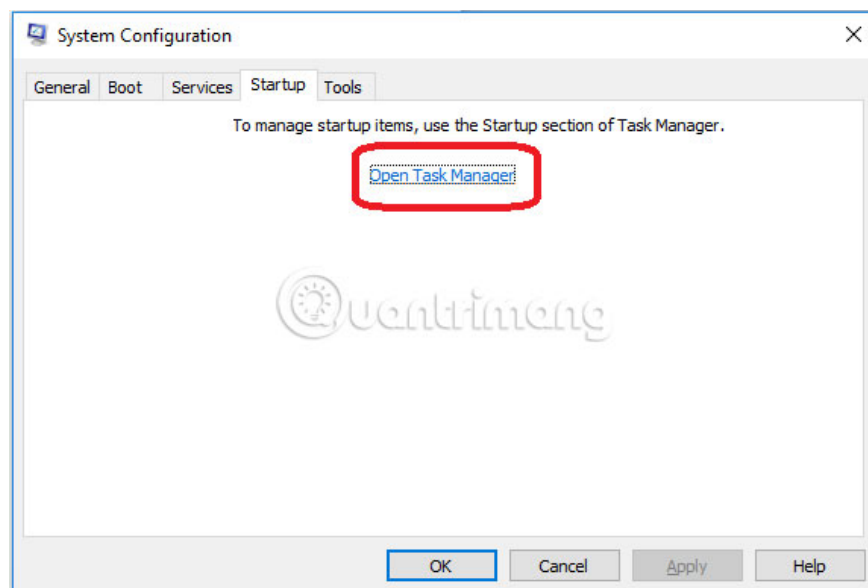 System Configuration
General Boot Services Startup Tools
To manage startup items, use the Startup section of Task Manager.
Open Task Manager
Quantrimang
OK Cancel Apply Help